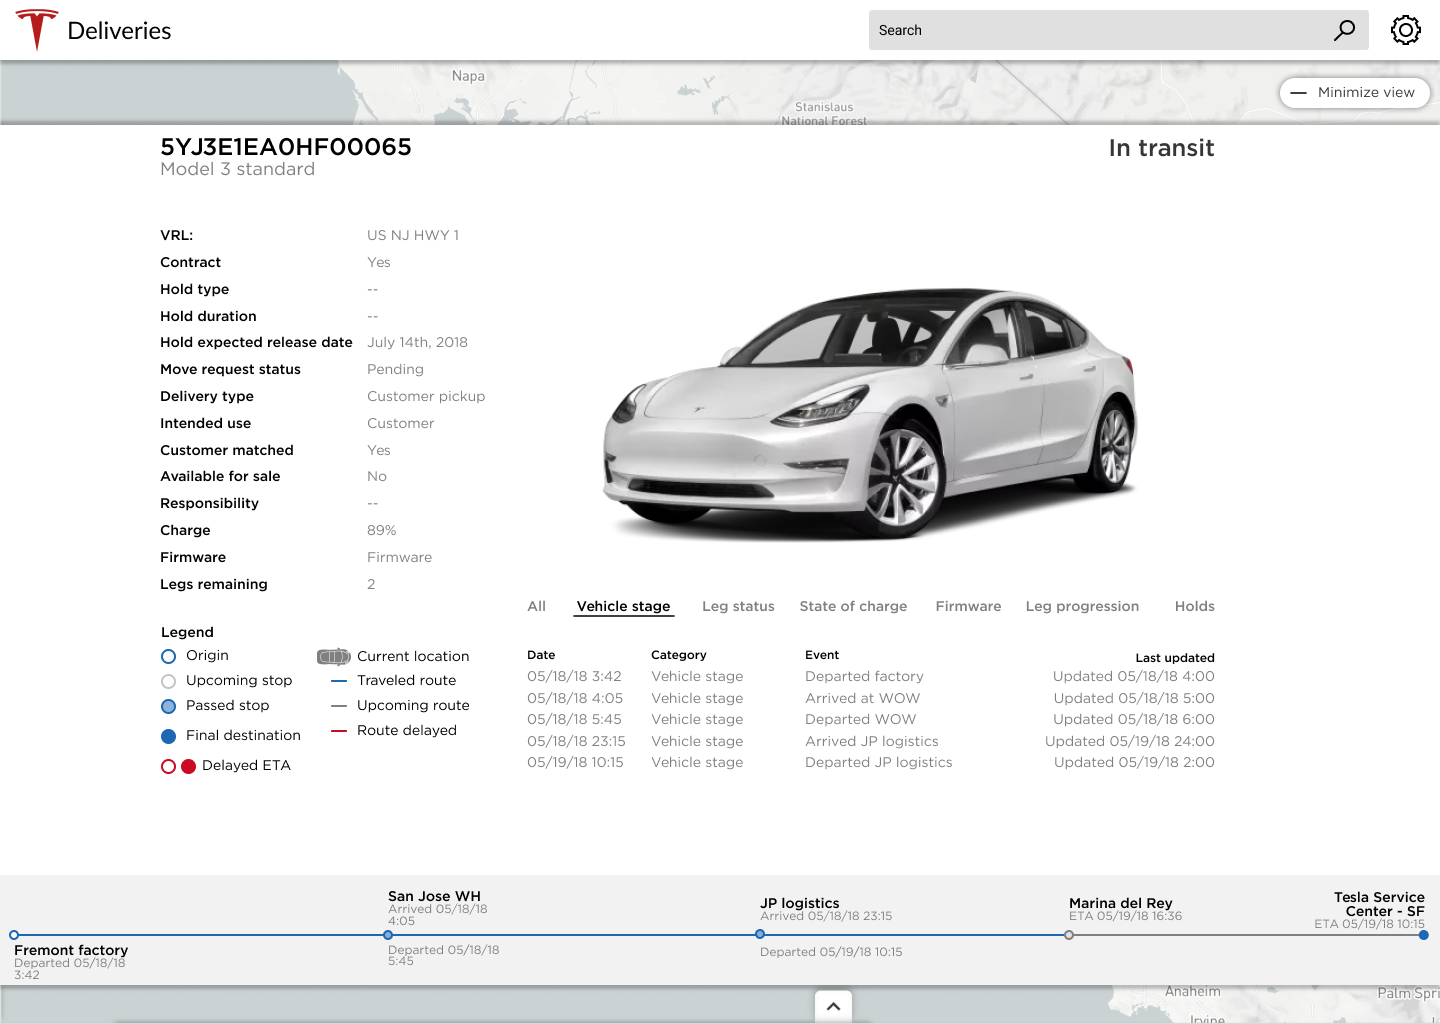 Deliveries
Search
Napa
Stanislaus
National Forest
Minimize view
5YJ3E1EA0HF00065
In transit
Model 3 standard
VRL: US NJ HWY 1
Contract Yes
Hold type --
Hold duration --
Hold expected release date July 14th, 2018
Move request status Pending
Delivery type Customer pickup
Intended use Customer
Customer matched Yes
Available for sale No
Responsibility --
Charge 89%
Firmware Firmware
Legs remaining 2
Legend
Origin
Current location
Upcoming stop
Traveled route
Passed stop
Upcoming route
Final destination
Route delayed
Delayed ETA
All Vehicle stage Leg status State of charge Firmware Leg progression Holds
Date Category Event Last updated
05/18/18 3:42 Vehicle stage Departed factory Updated 05/18/18 4:00
05/18/18 4:05 Vehicle stage Arrived at WOW Updated 05/18/18 5:00
05/18/18 5:45 Vehicle stage Departed WOW Updated 05/18/18 6:00
05/18/18 23:15 Vehicle stage Arrived JP logistics Updated 05/19/18 24:00
05/19/18 10:15 Vehicle stage Departed JP logistics Updated 05/19/18 2:00
Fremont factory
Departed 05/18/18
3:42
San Jose WH
Arrived 05/18/18
4:05
Departed 05/18/18
5:45
JP logistics
Arrived 05/18/18 23:15
Departed 05/19/18 10:15
Marina del Rey
ETA 05/19/18 16:36
Tesla Service
Center - SF
ETA 05/19/18 10:15
Anaheim
Palm Spri
Irvine